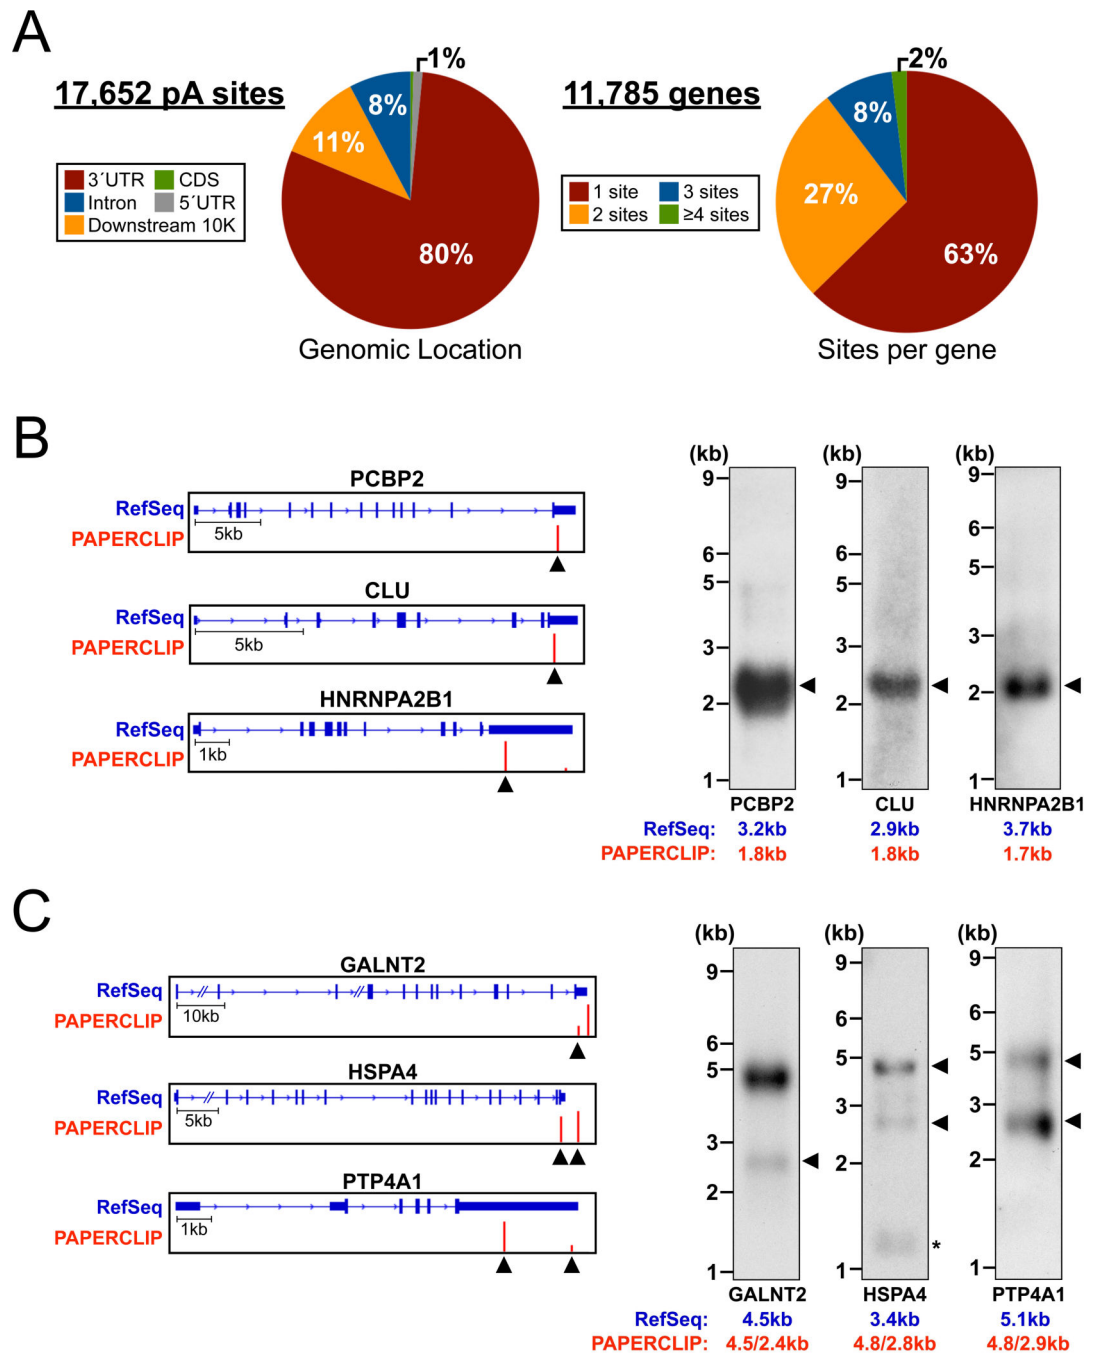 A
17,652 pA sites
3´UTR
CDS
Intron
5´UTR
Downstream 10K
1%
8%
11%
80%
Genomic Location
11,785 genes
1 site
3 sites
2 sites
≥4 sites
2%
8%
27%
63%
Sites per gene
B
PCBP2
RefSeq
5kb
PAPERCLIP
CLU
RefSeq
5kb
PAPERCLIP
HNRNPA2B1
RefSeq
1kb
PAPERCLIP
(kb)
9
6
5
3
2
1
PCBP2
(kb)
9
6
5
3
2
1
CLU
(kb)
9
6
5
3
2
1
HNRNPA2B1
RefSeq: 3.2kb 2.9kb 3.7kb
PAPERCLIP: 1.8kb 1.8kb 1.7kb
C
GALNT2
RefSeq
10kb
PAPERCLIP
HSPA4
RefSeq
5kb
PAPERCLIP
PTP4A1
RefSeq
1kb
PAPERCLIP
(kb)
9
6
5
3
2
1
GALNT2
(kb)
9
6
5
3
2
1
*
HSPA4
(kb)
9
6
5
3
2
1
PTP4A1
RefSeq: 4.5kb 3.4kb 5.1kb
PAPERCLIP: 4.5/2.4kb 4.8/2.8kb 4.8/2.9kb